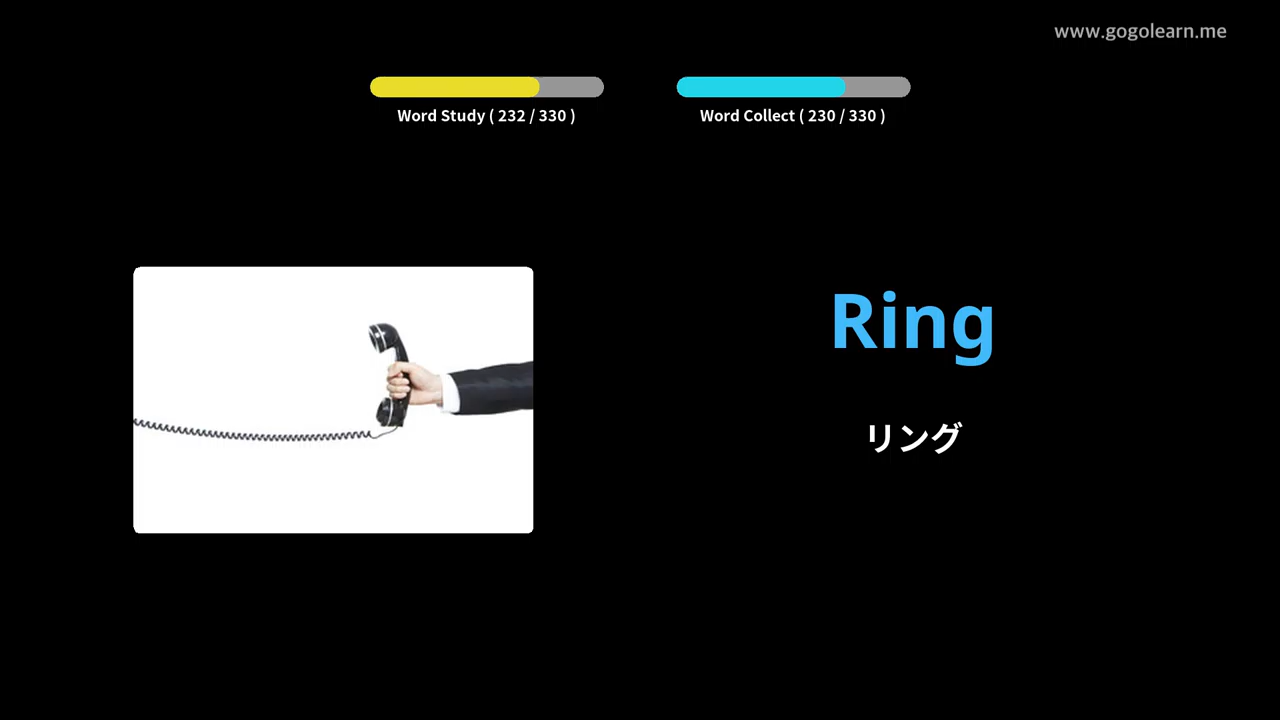 www.gogolearn.me
Word Study ( 232 / 330 )
Word Collect ( 230 / 330 )
Ring
リング